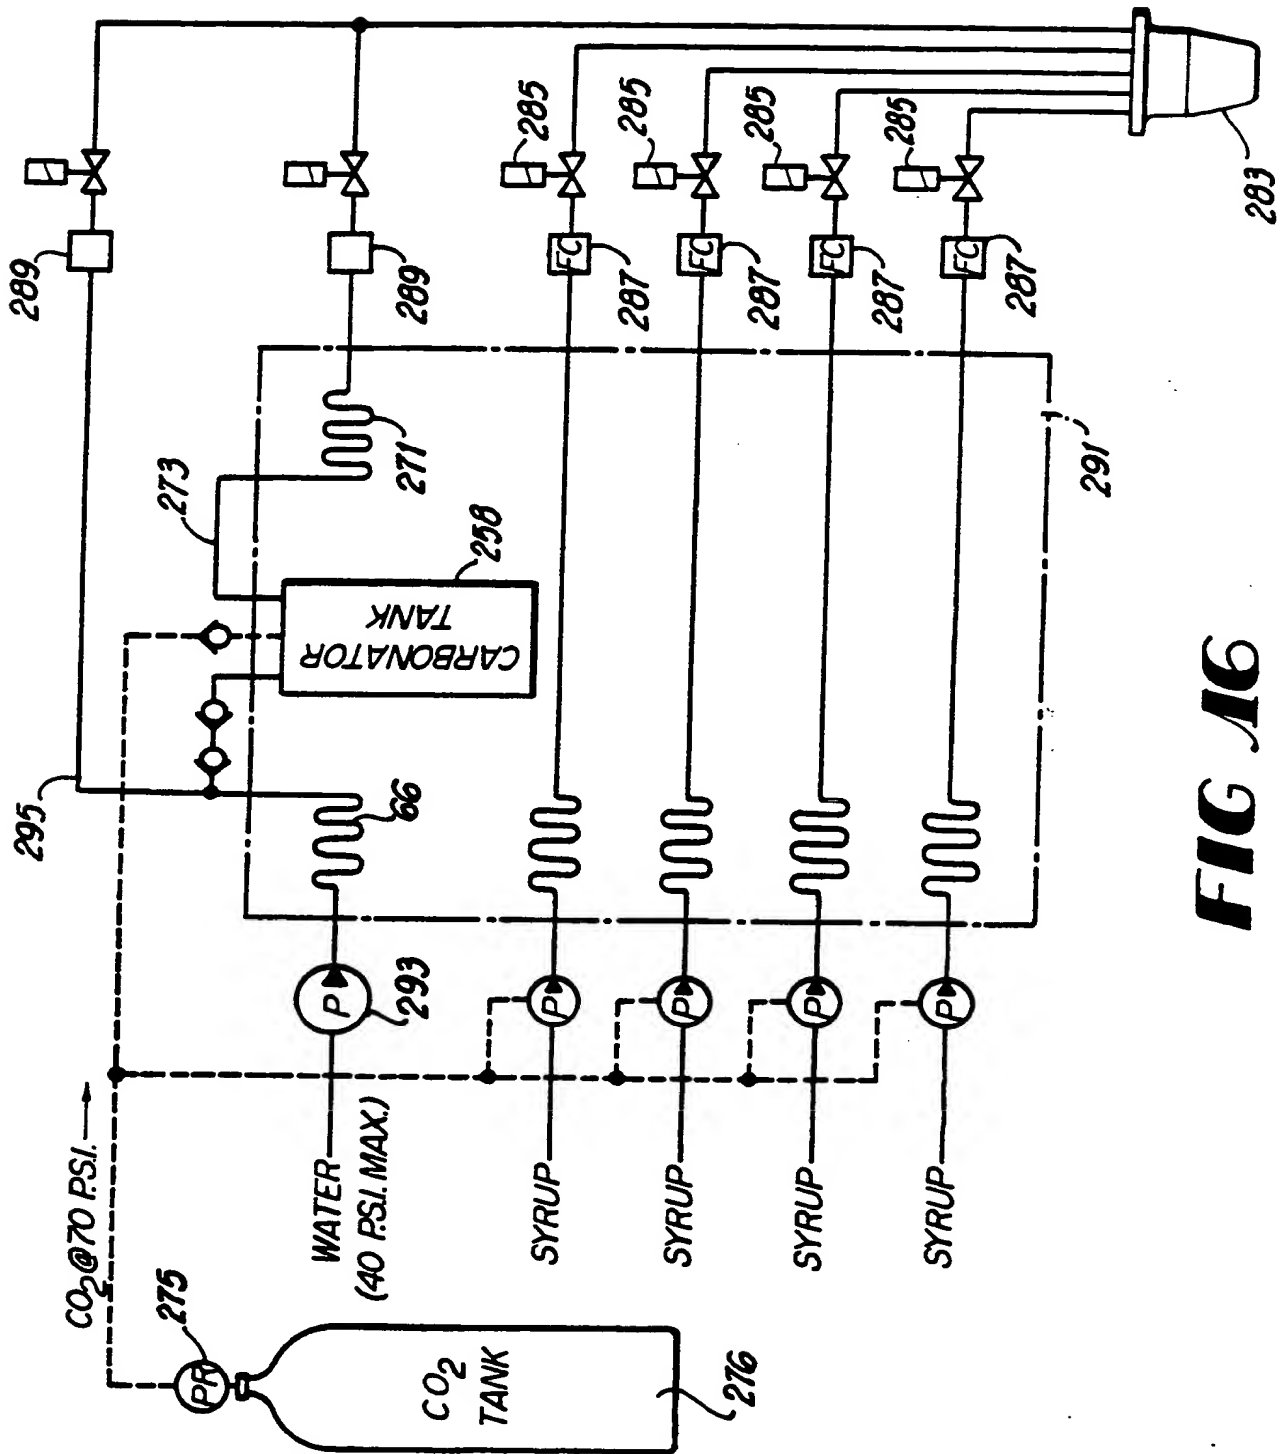 295
289
CO₂@70 P.S.I.
275
273
WATER
(40 P.S.I. MAX.)
P
293
66
CARBONATOR
TANK
258
271
289
PR
CO₂
TANK
276
SYRUP
P
FC
287
285
SYRUP
P
FC
287
285
SYRUP
P
FC
287
285
SYRUP
P
FC
287
285
291
283
FIG 16